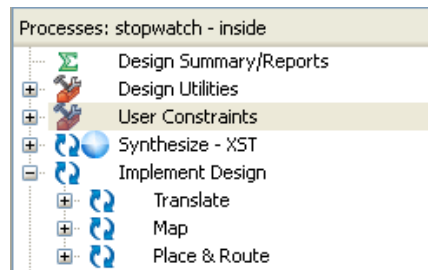 Processes: stopwatch - inside
Design Summary/Reports
Design Utilities
User Constraints
Synthesize - XST
Implement Design
Translate
Map
Place & Route